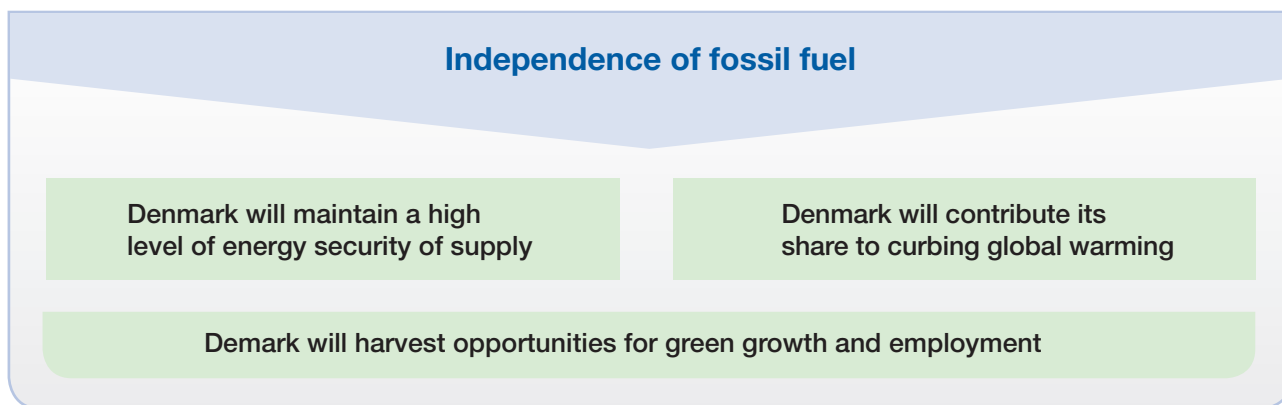 Independence of fossil fuel
Denmark will maintain a high
level of energy security of supply
Denmark will contribute its
share to curbing global warming
Demark will harvest opportunities for green growth and employment